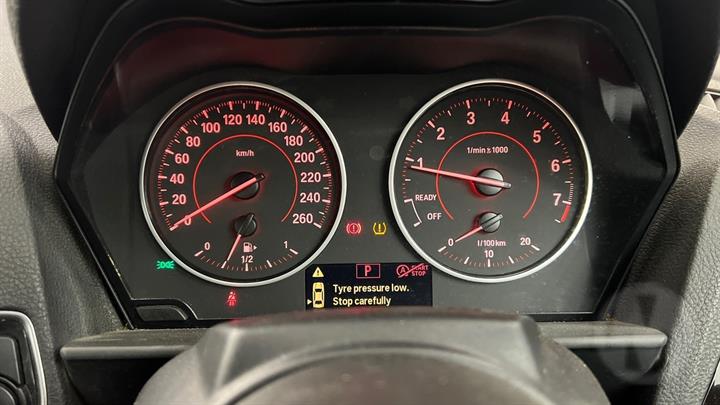 0 20 40 60 80 100 120 140 160 180 200 220 240 260
km/h
0 1/2 1
1 2 3 4 5 6 7
1/min x 1000
READY
OFF
0 10 20
l/100 km
P
START
STOP
Tyre pressure low.
Stop carefully